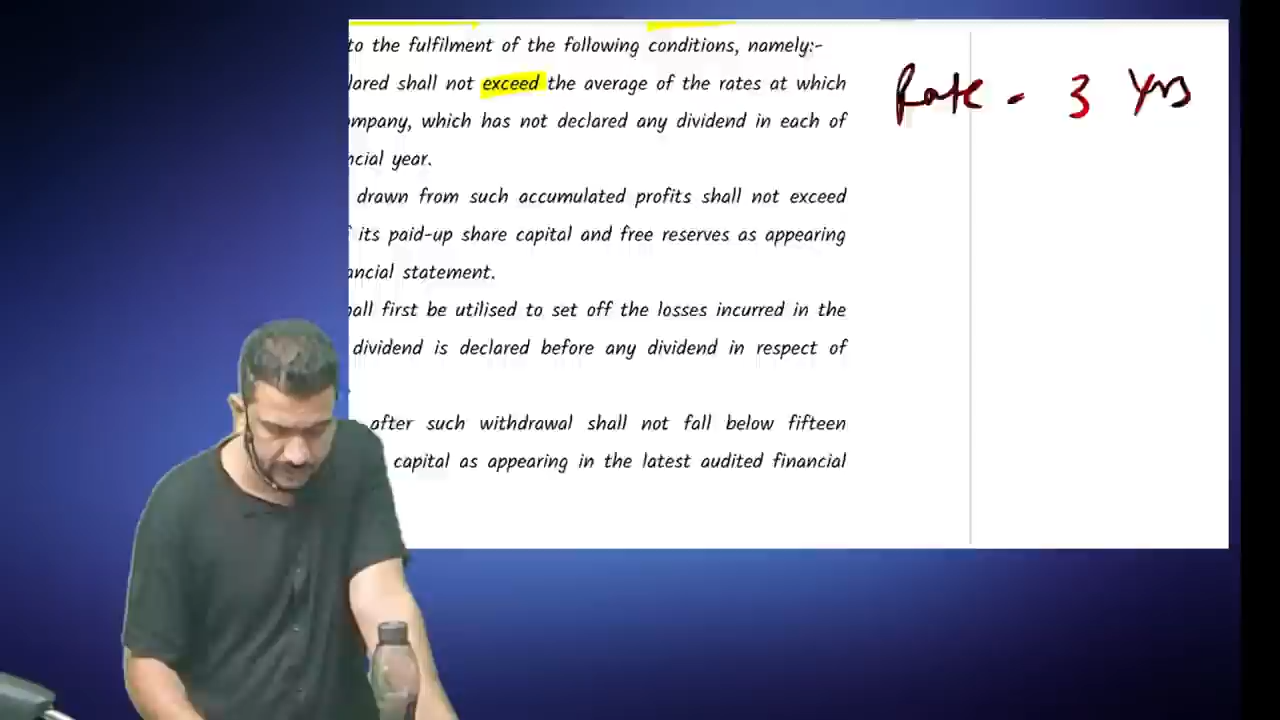 to the fulfilment of the following conditions, namely:-
lared shall not exceed the average of the rates at which
Rate - 3 Yrs
ompany, which has not declared any dividend in each of
ncial year.
drawn from such accumulated profits shall not exceed
f its paid-up share capital and free reserves as appearing
ancial statement.
hall first be utilised to set off the losses incurred in the
dividend is declared before any dividend in respect of
after such withdrawal shall not fall below fifteen
capital as appearing in the latest audited financial